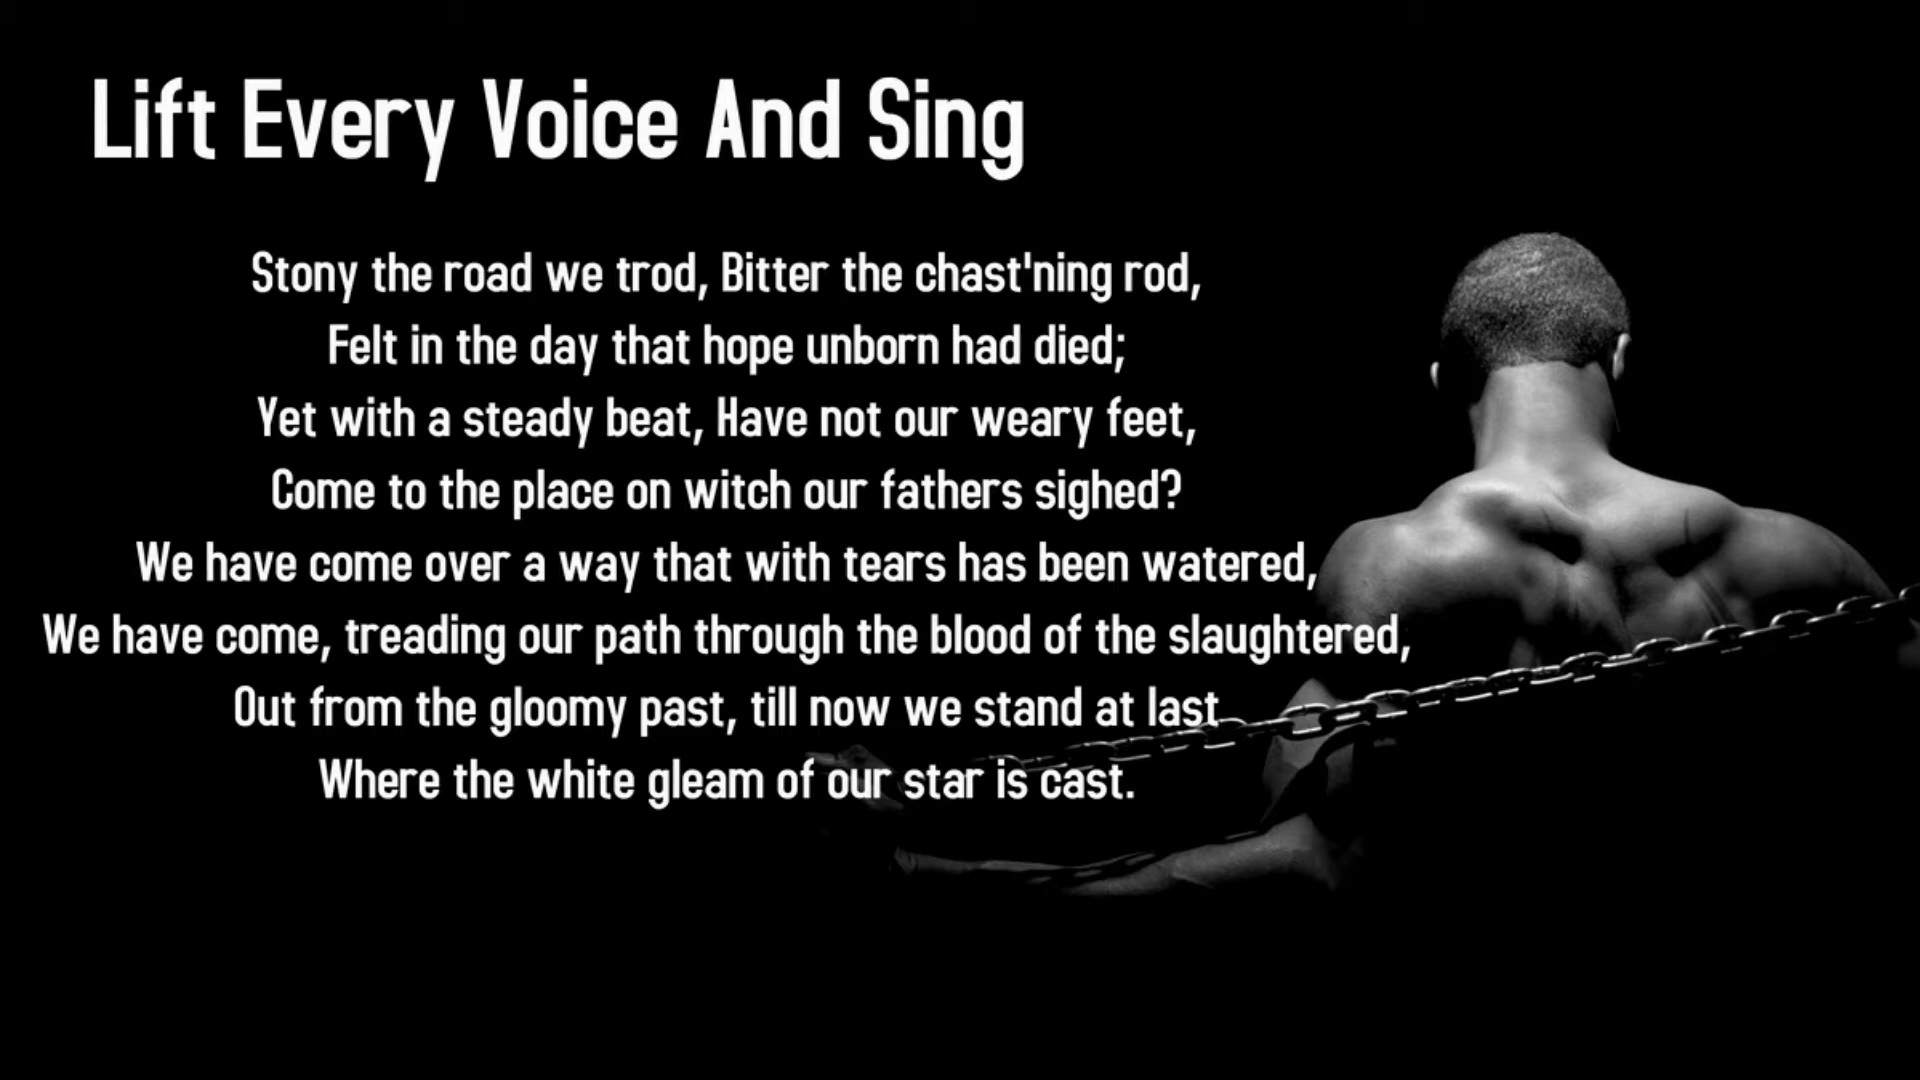 Lift Every Voice And Sing
Stony the road we trod, Bitter the chast'ning rod,
Felt in the day that hope unborn had died;
Yet with a steady beat, Have not our weary feet,
Come to the place on witch our fathers sighed?
We have come over a way that with tears has been watered,
We have come, treading our path through the blood of the slaughtered,
Out from the gloomy past, till now we stand at last
Where the white gleam of our star is cast.